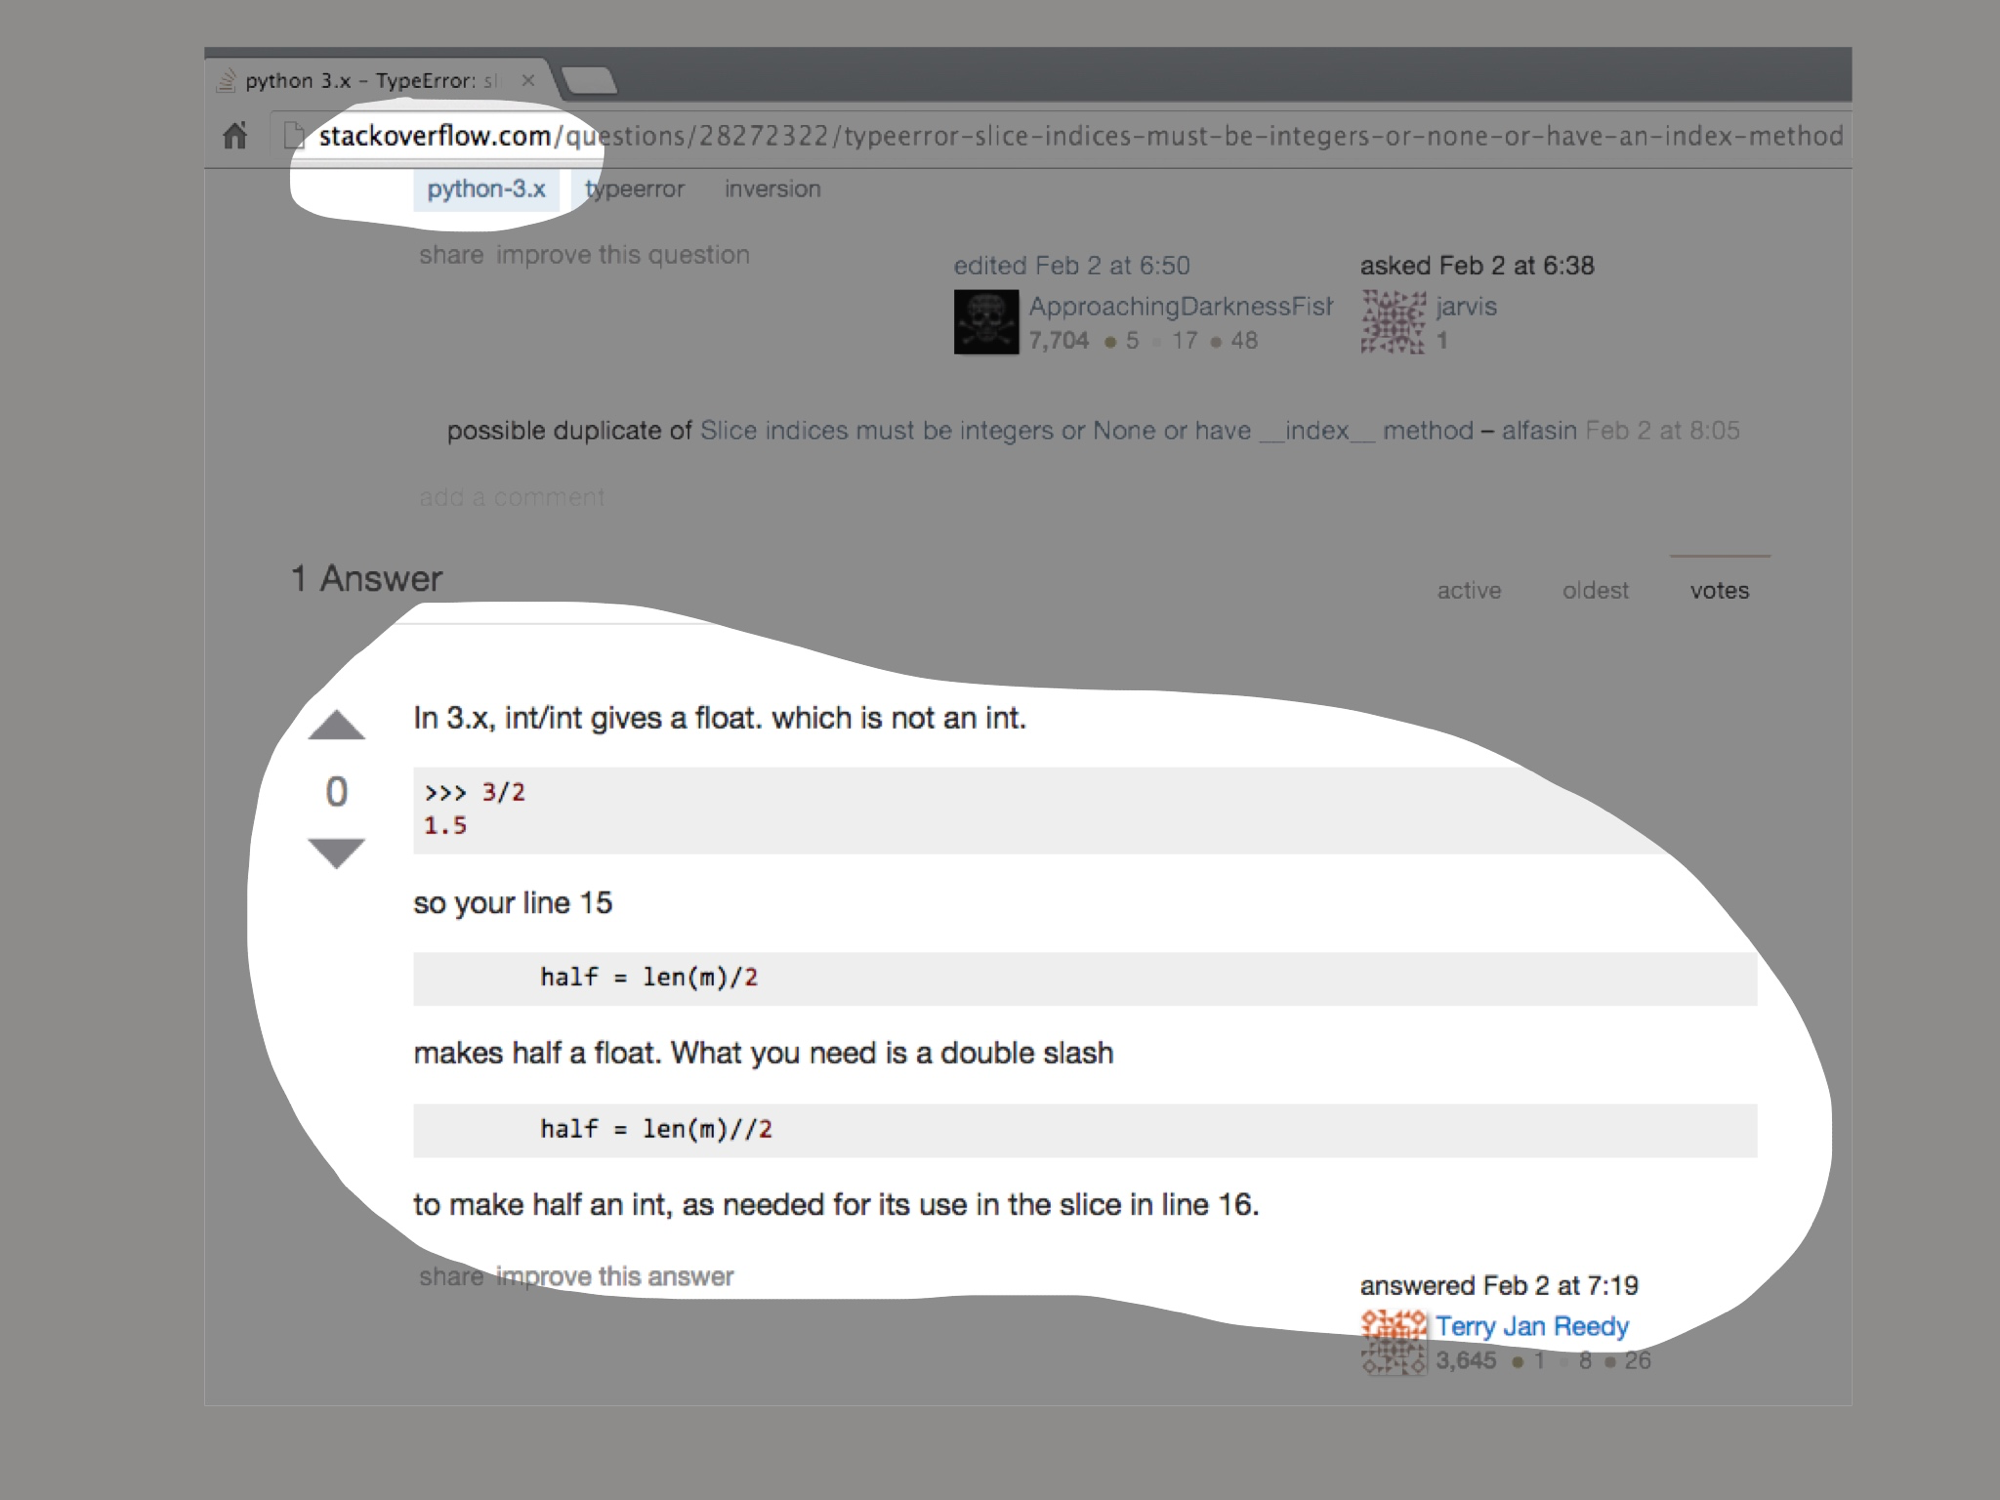 python 3.x – TypeError: sl
stackoverflow.com/questions/28272322/typeerror-slice-indices-must-be-integers-or-none-or-have-an-index-method
python-3.x typeerror inversion
share improve this question
edited Feb 2 at 6:50
asked Feb 2 at 6:38
ApproachingDarknessFish
jarvis
7,704 ● 5 ● 17 ● 48
1
possible duplicate of Slice indices must be integers or None or have __index__ method – alfasin Feb 2 at 8:05
add a comment
1 Answer
active oldest votes
In 3.x, int/int gives a float. which is not an int.
0
>>> 3/2
1.5
so your line 15
half = len(m)/2
makes half a float. What you need is a double slash
half = len(m)//2
to make half an int, as needed for its use in the slice in line 16.
share improve this answer
answered Feb 2 at 7:19
Terry Jan Reedy
3,645 ● 1 ● 8 ● 26